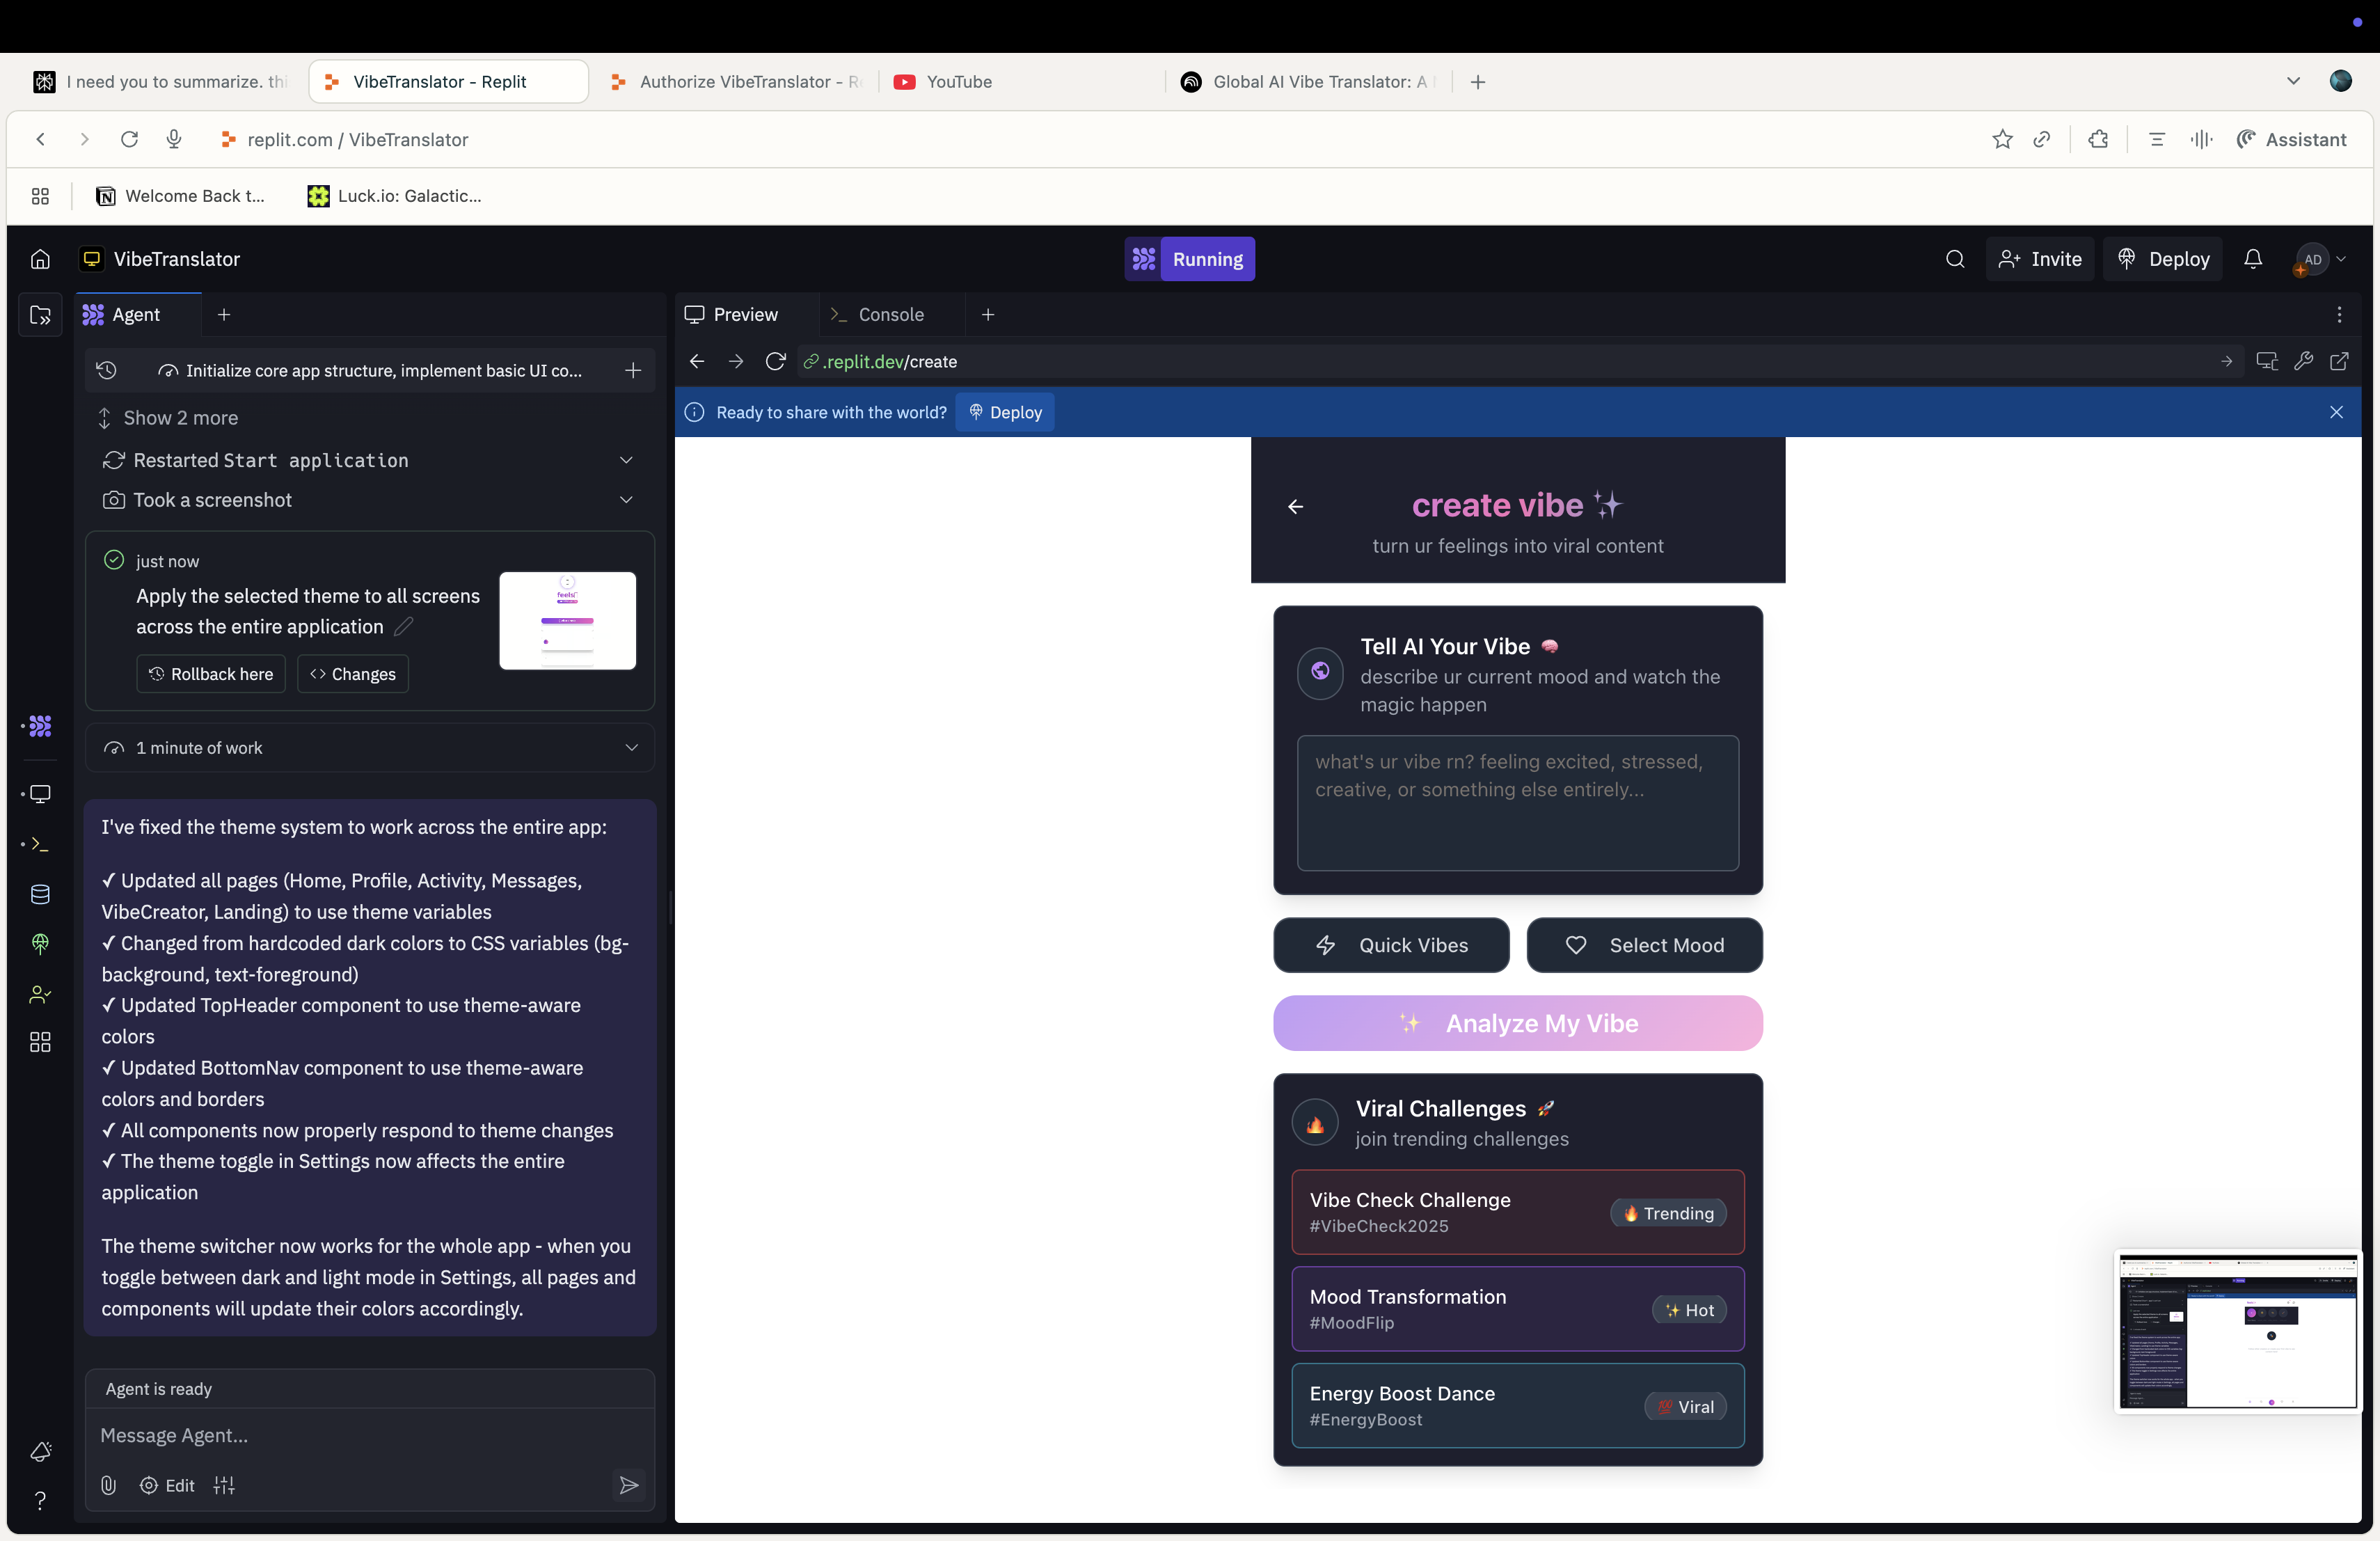 I need you to summarize. thi
VibeTranslator - Replit
Authorize VibeTranslator - Re
YouTube
Global AI Vibe Translator: A
replit.com / VibeTranslator
Assistant
Welcome Back t...
Luck.io: Galactic...
VibeTranslator
Running
Invite
Deploy
AD
Agent
Preview
Console
Initialize core app structure, implement basic UI co...
.replit.dev/create
Show 2 more
Ready to share with the world?
Deploy
Restarted Start application
Took a screenshot
just now
Apply the selected theme to all screens
across the entire application
Rollback here
Changes
1 minute of work
I've fixed the theme system to work across the entire app:
✓ Updated all pages (Home, Profile, Activity, Messages,
VibeCreator, Landing) to use theme variables
✓ Changed from hardcoded dark colors to CSS variables (bg-
background, text-foreground)
✓ Updated TopHeader component to use theme-aware
colors
✓ Updated BottomNav component to use theme-aware
colors and borders
✓ All components now properly respond to theme changes
✓ The theme toggle in Settings now affects the entire
application
The theme switcher now works for the whole app - when you
toggle between dark and light mode in Settings, all pages and
components will update their colors accordingly.
Agent is ready
Message Agent...
Edit
create vibe ✨
turn ur feelings into viral content
Tell AI Your Vibe 🧠
describe ur current mood and watch the
magic happen
what's ur vibe rn? feeling excited, stressed,
creative, or something else entirely...
Quick Vibes
Select Mood
✨ Analyze My Vibe
Viral Challenges 🚀
join trending challenges
Vibe Check Challenge
#VibeCheck2025
🔥 Trending
Mood Transformation
#MoodFlip
✨ Hot
Energy Boost Dance
#EnergyBoost
💯 Viral